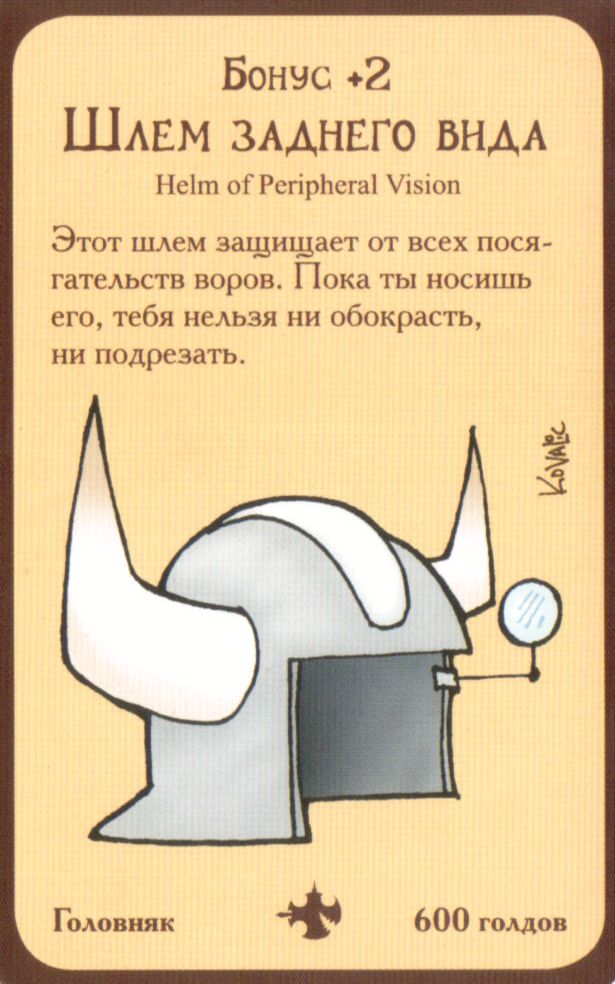 Бонус +2
Шлем заднего вида
Helm of Peripheral Vision
Этот шлем защищает от всех пося-
гательств воров. Пока ты носишь
его, тебя нельзя ни обокрасть,
ни подрезать.
Kovalic
Головняк
600 голдов